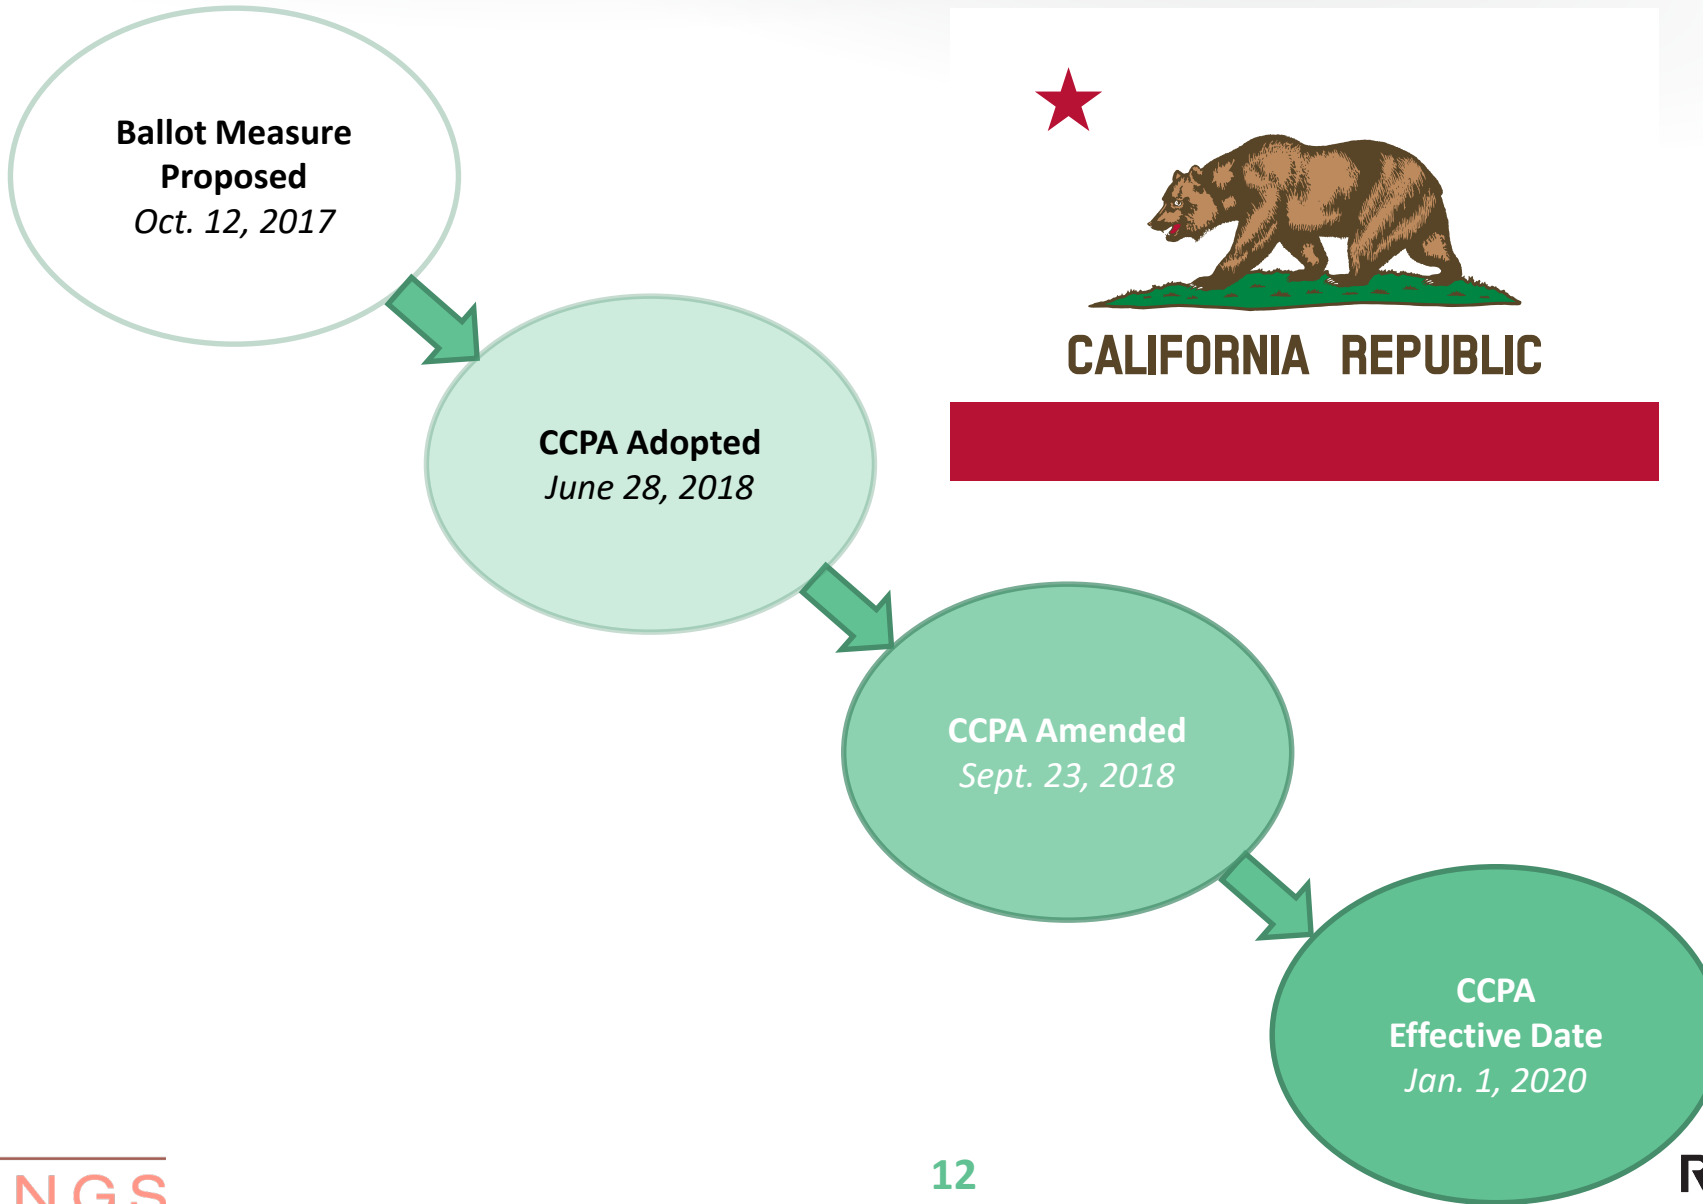 Ballot Measure
Proposed
Oct. 12, 2017
CALIFORNIA REPUBLIC
CCPA Adopted
June 28, 2018
CCPA Amended
Sept. 23, 2018
CCPA
Effective Date
Jan. 1, 2020
NGS
12
R